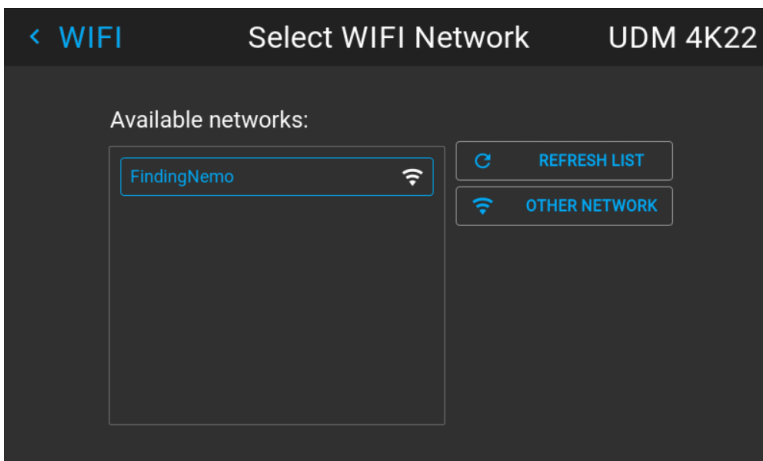 WIFI Select WIFI Network UDM 4K22
Available networks:
FindingNemo
REFRESH LIST
OTHER NETWORK